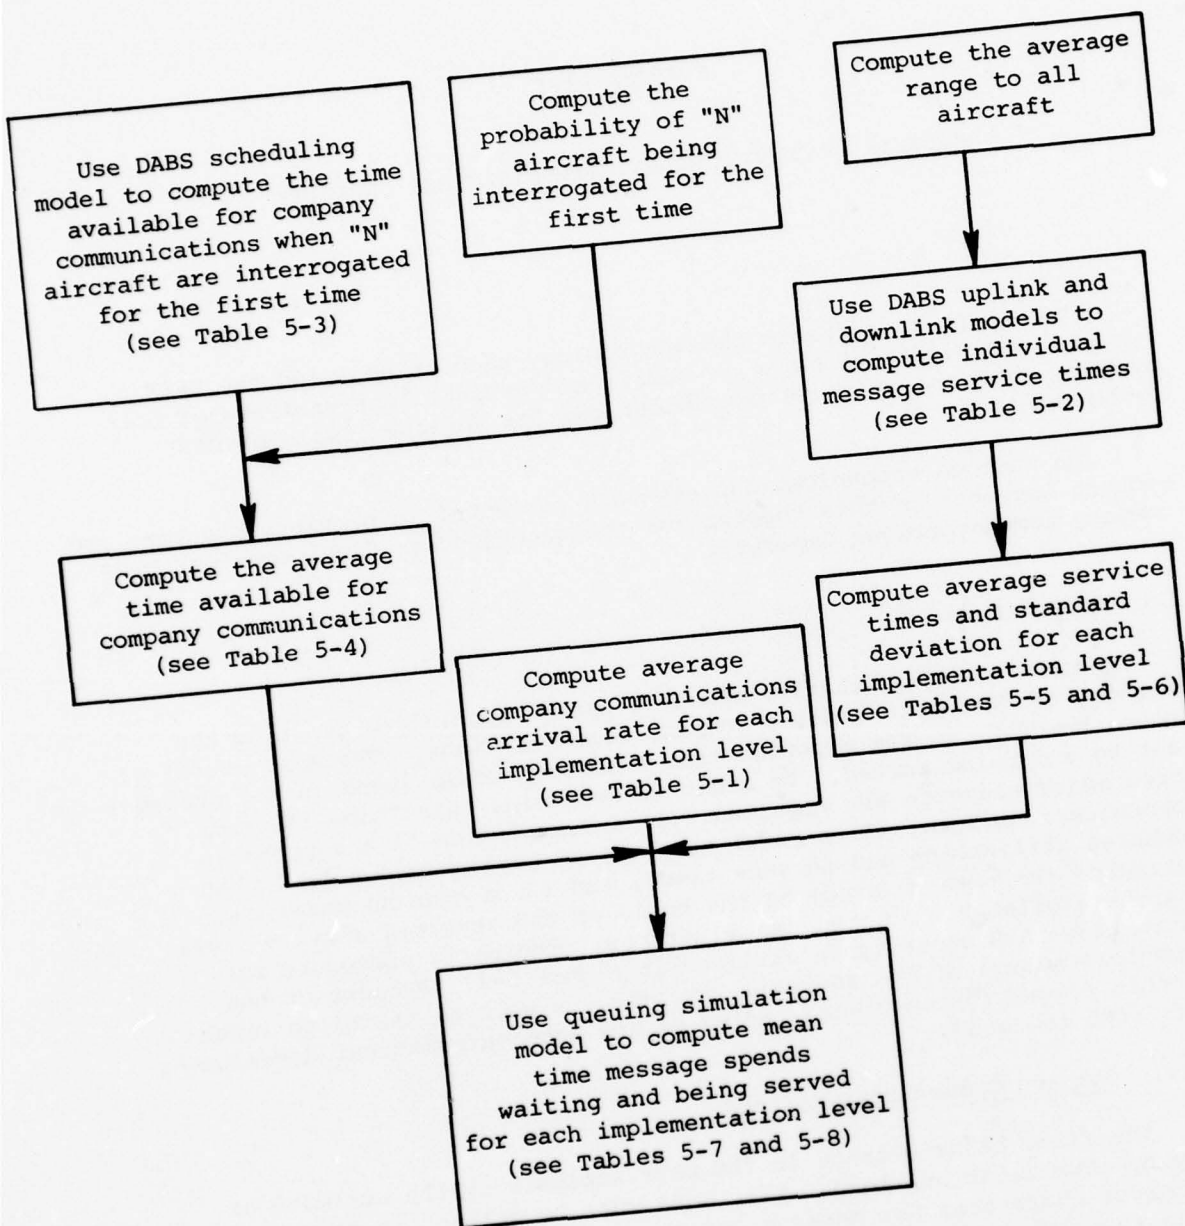 Use DABS scheduling
model to compute the time
available for company
communications when "N"
aircraft are interrogated
for the first time
(see Table 5-3)
Compute the
probability of "N"
aircraft being
interrogated for the
first time
Compute the average
range to all
aircraft
Use DABS uplink and
downlink models to
compute individual
message service times
(see Table 5-2)
Compute the average
time available for
company communications
(see Table 5-4)
Compute average
company communications
arrival rate for each
implementation level
(see Table 5-1)
Compute average service
times and standard
deviation for each
implementation level
(see Tables 5-5 and 5-6)
Use queuing simulation
model to compute mean
time message spends
waiting and being served
for each implementation level
(see Tables 5-7 and 5-8)